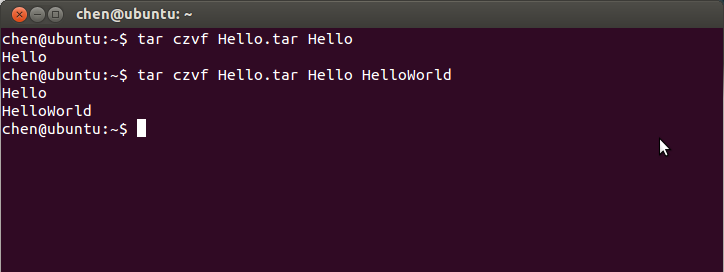 chen@ubuntu: ~
chen@ubuntu:~$ tar czvf Hello.tar Hello
Hello
chen@ubuntu:~$ tar czvf Hello.tar Hello HelloWorld
Hello
HelloWorld
chen@ubuntu:~$